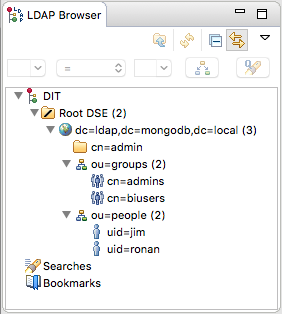 LDAP Browser
=
DIT
Root DSE (2)
dc=ldap,dc=mongodb,dc=local (3)
cn=admin
ou=groups (2)
cn=admins
cn=biusers
ou=people (2)
uid=jim
uid=ronan
Searches
Bookmarks